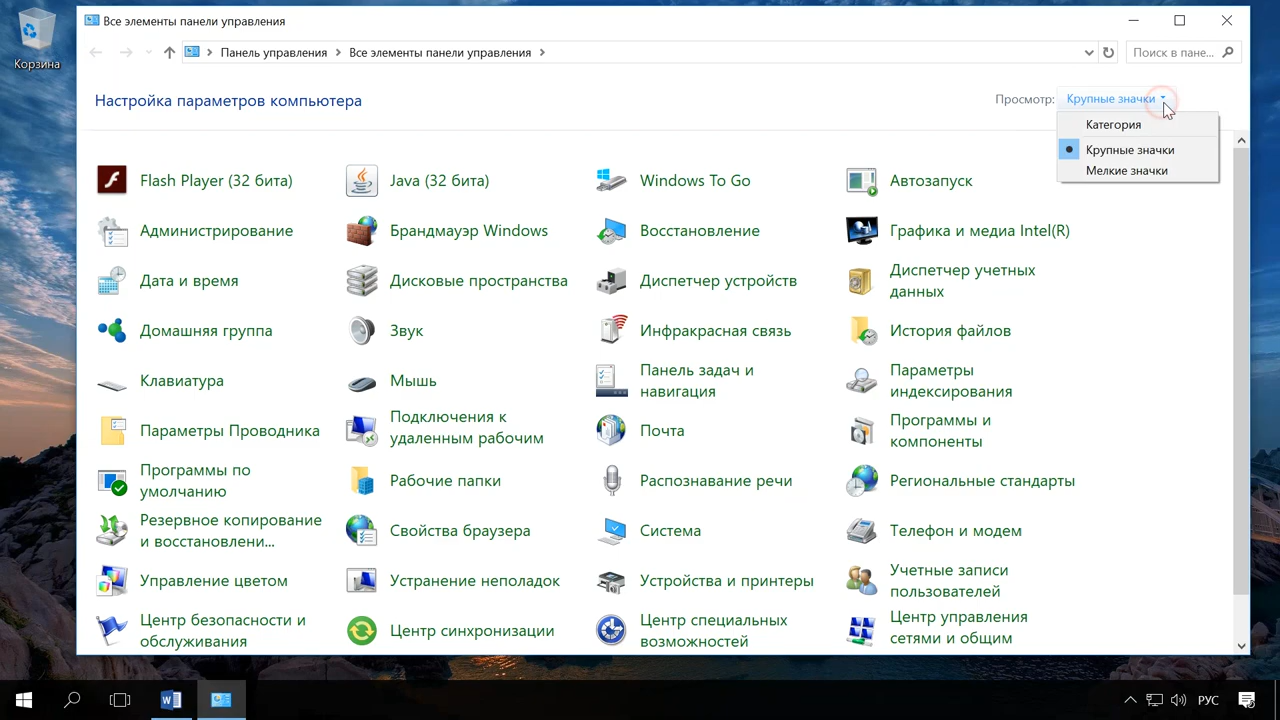 Корзина
Все элементы панели управления
Панель управления
Все элементы панели управления
Поиск в пане...
Настройка параметров компьютера
Просмотр:
Крупные значки
Категория
Крупные значки
Мелкие значки
Flash Player (32 бита)
Java (32 бита)
Windows To Go
Автозапуск
Администрирование
Брандмауэр Windows
Восстановление
Графика и медиа Intel(R)
Дата и время
Дисковые пространства
Диспетчер устройств
Диспетчер учетных
данных
Домашняя группа
Звук
Инфракрасная связь
История файлов
Клавиатура
Мышь
Панель задач и
навигация
Параметры
индексирования
Параметры Проводника
Подключения к
удаленным рабочим
Почта
Программы и
компоненты
Программы по
умолчанию
Рабочие папки
Распознавание речи
Региональные стандарты
Резервное копирование
и восстановлени...
Свойства браузера
Система
Телефон и модем
Управление цветом
Устранение неполадок
Устройства и принтеры
Учетные записи
пользователей
Центр безопасности и
обслуживания
Центр синхронизации
Центр специальных
возможностей
Центр управления
сетями и общим
РУС